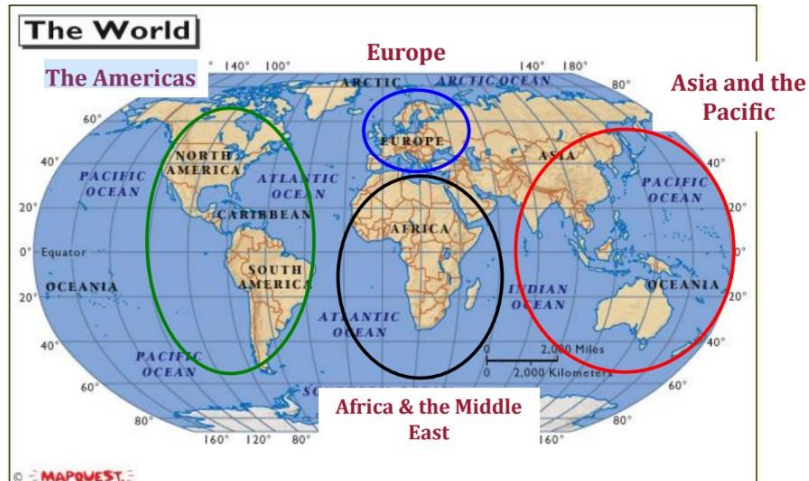 The World
Europe
The Americas
Asia and the
Pacific
140° 100°
140° 180°
ARCTIC
ARCTIC OCEAN
80°
60°
60°
EUROPE
NORTH
AMERICA
ASIA
40°
40°
PACIFIC
OCEAN
ATLANTIC
OCEAN
PACIFIC
OCEAN
20°
20°
CARIBBEAN
AFRICA
0°
Equator
0°
SOUTH
AMERICA
OCEANIA
OCEANIA
INDIAN
OCEAN
20°
20°
ATLANTIC
OCEAN
40°
40°
PACIFIC
OCEAN
0
2,000 Miles
0
2,000 Kilometers
60°
60°
Africa & the Middle
East
80°
80°
160° 120° 80°
160°
© MAPQUEST